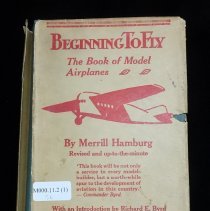 BEGINNING TO FLY
The Book of Model
Airplanes
By Merrill Hamburg
Revised and up-to-the-minute
"This book will be not only
a service to every model-
builder, but a worth-while
spur to the development of
aviation in this country."
— Commander Byrd.
M000.11.2 (1)
With an Introduction by Richard E. Byrd